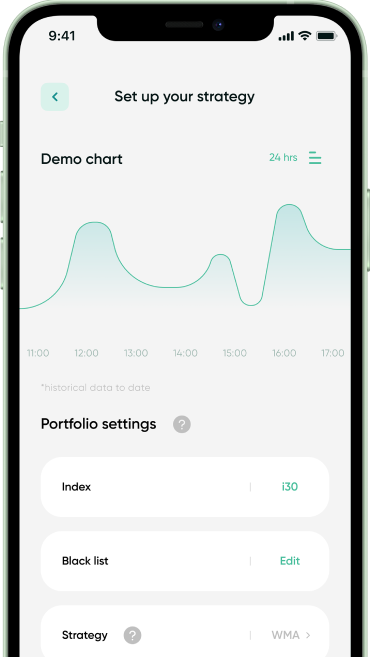 9:41
Set up your strategy
Demo chart
24 hrs
11:00 12:00 13:00 14:00 15:00 16:00 17:00
*historical data to date
Portfolio settings ?
Index i30
Black list Edit
Strategy ? WMA